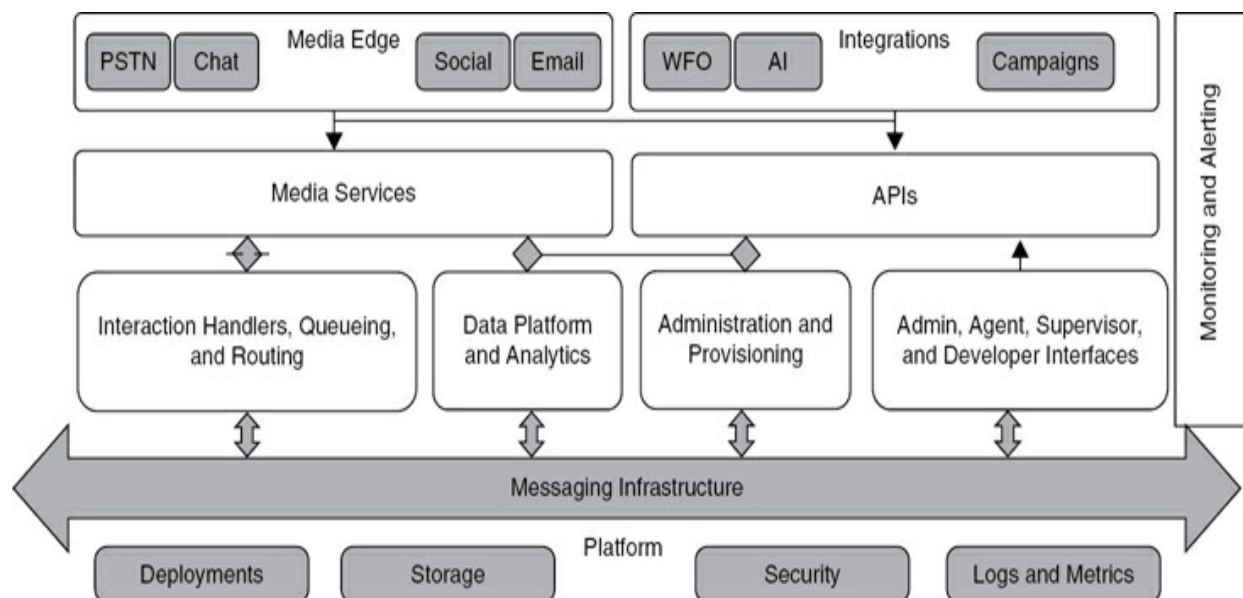 Media Edge
PSTN
Chat
Social
Email
Integrations
WFO
AI
Campaigns
Monitoring and Alerting
Media Services
APIs
Interaction Handlers, Queueing,
and Routing
Data Platform
and Analytics
Administration and
Provisioning
Admin, Agent, Supervisor,
and Developer Interfaces
Messaging Infrastructure
Platform
Deployments
Storage
Security
Logs and Metrics